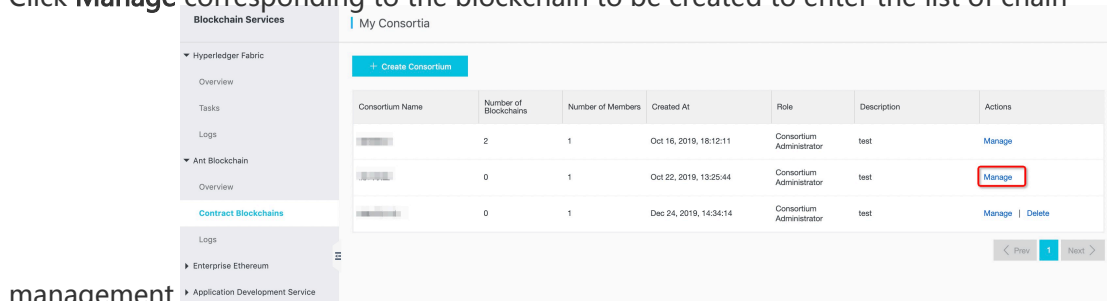 Click Manage corresponding to the blockchain to be created to enter the list of chain
Blockchain Services
▼ Hyperledger Fabric
Overview
Tasks
Logs
▼ Ant Blockchain
Overview
Contract Blockchains
Logs
▶ Enterprise Ethereum
▶ Application Development Service
My Consortia
+ Create Consortium
Consortium Name Number of Blockchains Number of Members Created At Role Description Actions
2 1 Oct 16, 2019, 18:12:11 Consortium Administrator test Manage
0 1 Oct 22, 2019, 13:25:44 Consortium Administrator test Manage
0 1 Dec 24, 2019, 14:34:14 Consortium Administrator test Manage | Delete
< Prev 1 Next >
management